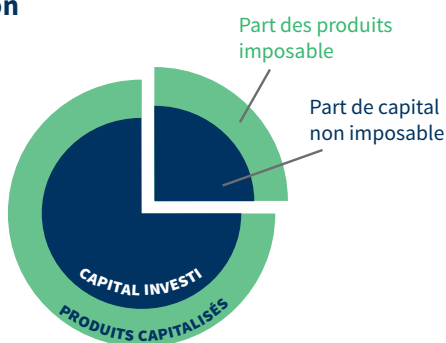 on
Part des produits
imposable
Part de capital
non imposable
CAPITAL INVESTI
PRODUITS CAPITALISÉS